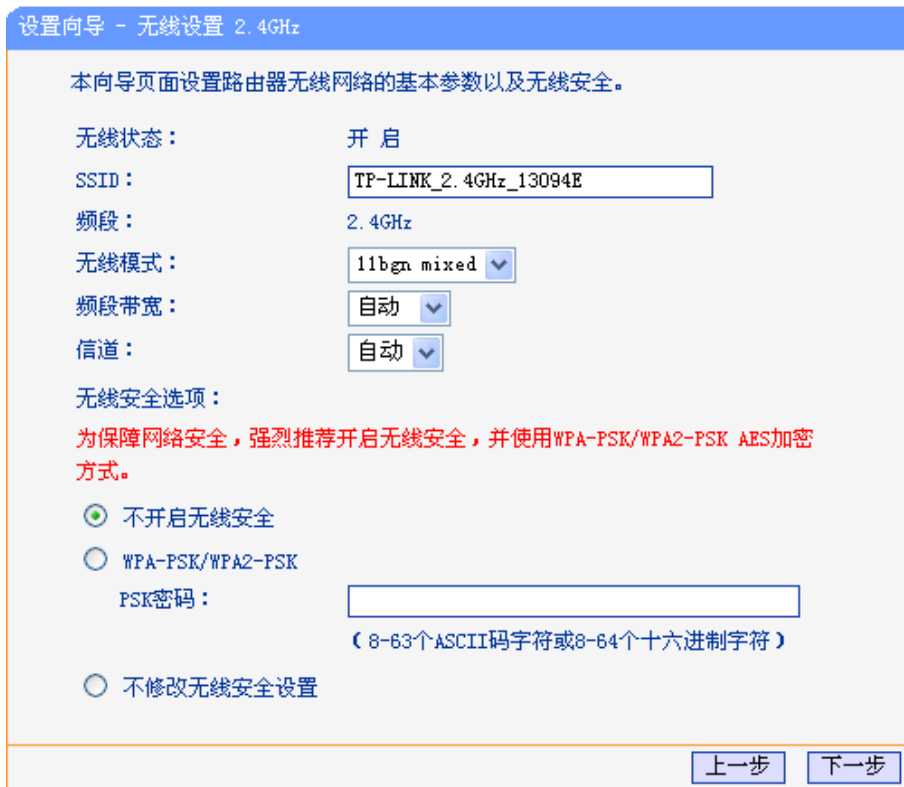 设置向导 - 无线设置 2.4GHz
本向导页面设置路由器无线网络的基本参数以及无线安全。
无线状态： 开 启
SSID： TP-LINK_2.4GHz_13094E
频段： 2.4GHz
无线模式： 11bgn mixed
频段带宽： 自动
信道： 自动
无线安全选项：
为保障网络安全，强烈推荐开启无线安全，并使用WPA-PSK/WPA2-PSK AES加密
方式。
不开启无线安全
WPA-PSK/WPA2-PSK
PSK密码：
（8-63个ASCII码字符或8-64个十六进制字符）
不修改无线安全设置
上一步 下一步